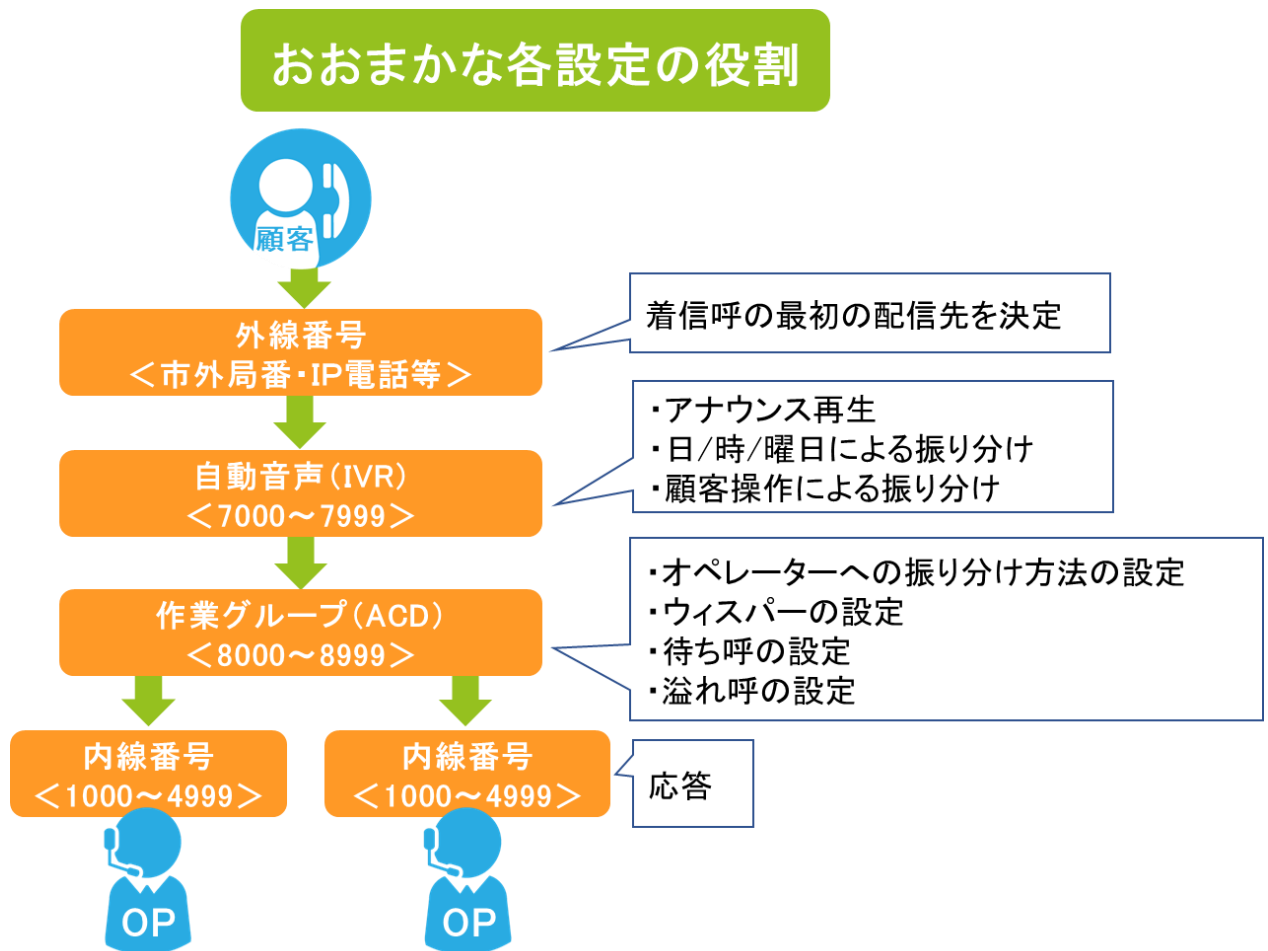 おおまかな各設定の役割
顧客
外線番号
＜市外局番・IP電話等＞
着信呼の最初の配信先を決定
自動音声（IVR）
＜7000～7999＞
・アナウンス再生
・日/時/曜日による振り分け
・顧客操作による振り分け
作業グループ（ACD）
＜8000～8999＞
・オペレーターへの振り分け方法の設定
・ウィスパーの設定
・待ち呼の設定
・溢れ呼の設定
内線番号
＜1000～4999＞
内線番号
＜1000～4999＞
応答
OP
OP